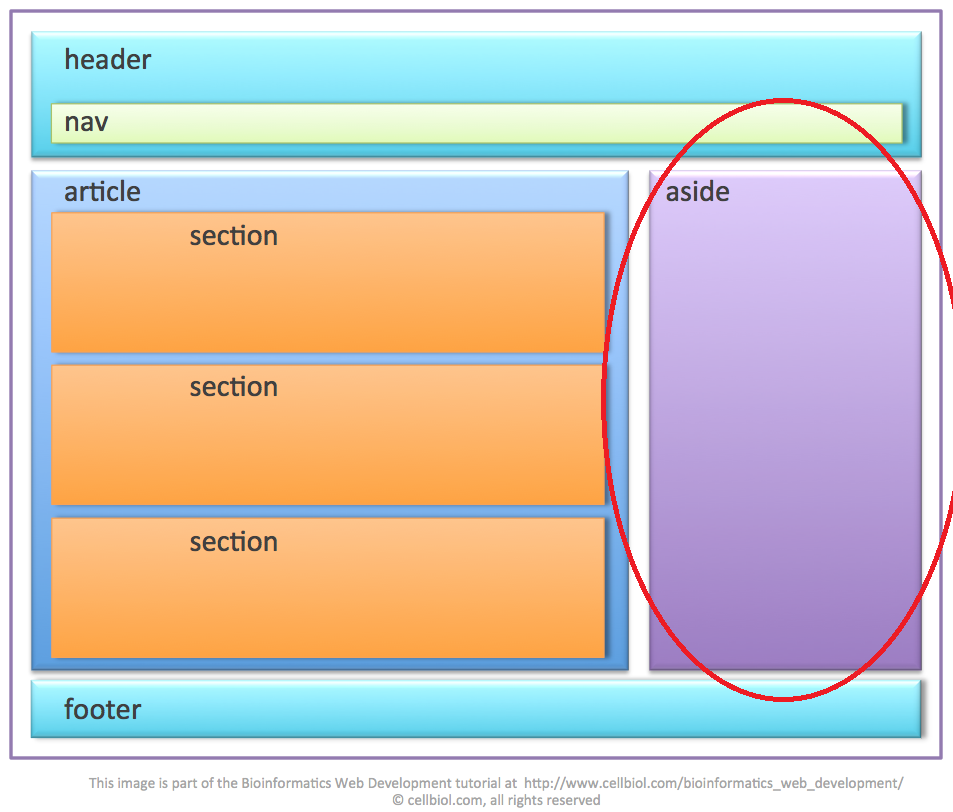 header
nav
article
aside
section
section
section
footer
This image is part of the Bioinformatics Web Development tutorial at http://www.cellbiol.com/bioinformatics_web_development/
© cellbiol.com, all rights reserved